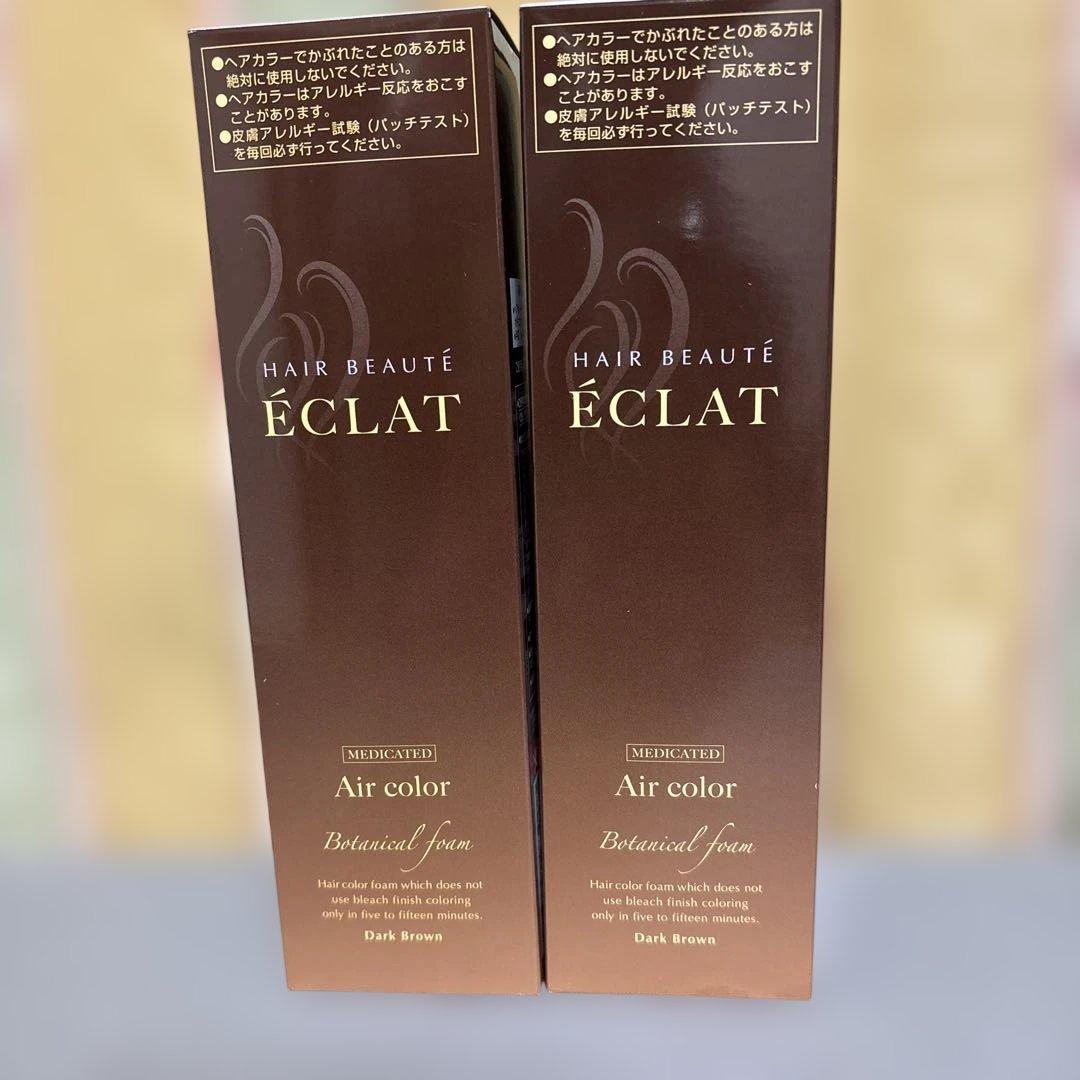 ●ヘアカラーでかぶれたことのある方は
絶対に使用しないでください。
●ヘアカラーはアレルギー反応をおこす
ことがあります。
●皮膚アレルギー試験（パッチテスト）
を毎回必ず行ってください。
HAIR BEAUTÉ
ÉCLAT
MEDICATED
Air color
Botanical foam
Hair color foam which does not
use bleach finish coloring
only in five to fifteen minutes.
Dark Brown
●ヘアカラーでかぶれたことのある方は
絶対に使用しないでください。
●ヘアカラーはアレルギー反応をおこす
ことがあります。
●皮膚アレルギー試験（パッチテスト）
を毎回必ず行ってください。
HAIR BEAUTÉ
ÉCLAT
MEDICATED
Air color
Botanical foam
Hair color foam which does not
use bleach finish coloring
only in five to fifteen minutes.
Dark Brown